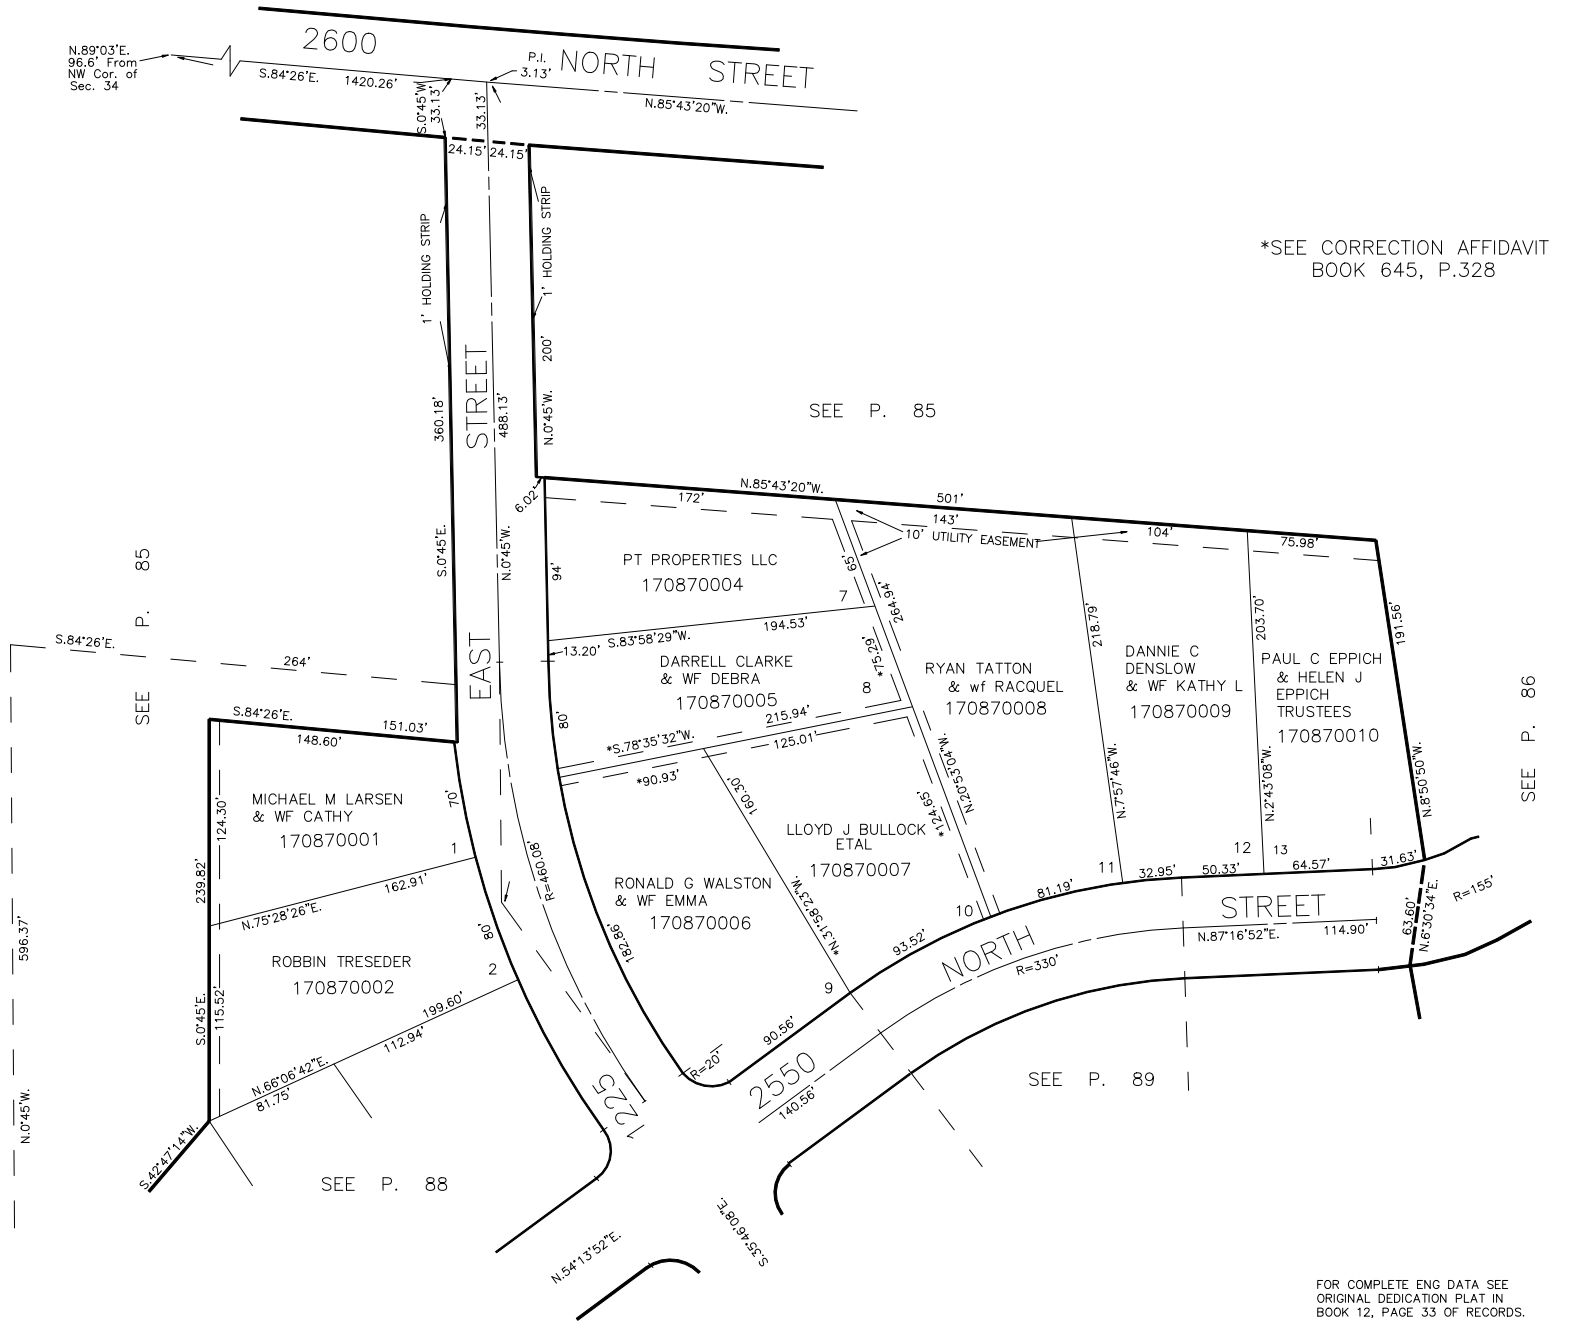 2600 NORTH STREET
N.89°03'E.
96.6' From
NW Cor. of
Sec. 34
S.84°26'E.
1420.26'
P.I.
3.13'
N.85°43'20"W.
S.0°45'W.
33.13'
33.13'
24.15'
24.15'
1' HOLDING STRIP
1' HOLDING STRIP
*SEE CORRECTION AFFIDAVIT
BOOK 645, P.328
200'
N.0°45'W.
360.18'
S.0°45'E.
488.13'
N.0°45'W.
1225 EAST STREET
SEE P. 85
6.02'
N.85°43'20"W.
501'
172'
143'
104'
75.98'
10' UTILITY EASEMENT
PT PROPERTIES LLC
170870004
7
94'
65'
264.94'
194.53'
S.83°58'29"W.
13.20'
DARRELL CLARKE
& WF DEBRA
170870005
8
*75.29'
80'
215.94'
*S.78°35'32"W.
125.01'
*90.93'
RYAN TATTON
& wf RACQUEL
170870008
218.79'
N.7°57'46"W.
DANNIE C
DENSLOW
& WF KATHY L
170870009
203.70'
N.2°43'08"W.
PAUL C EPPICH
& HELEN J
EPPICH
TRUSTEES
170870010
191.56'
N.8°50'50"W.
SEE P. 86
SEE P. 85
S.84°26'E.
264'
S.84°26'E.
151.03'
148.60'
MICHAEL M LARSEN
& WF CATHY
170870001
1
70'
124.30'
239.82'
162.91'
N.75°28'26"E.
ROBBIN TRESEDER
170870002
2
80'
S.0°45'E.
115.52'
199.60'
112.94'
N.66°06'42"E.
81.75'
596.37'
N.0°45'W.
S.42°47'14"W.
SEE P. 88
R=460.08'
160.30'
LLOYD J BULLOCK
ETAL
170870007
*124.65'
N.20°53'04"W.
RONALD G WALSTON
& WF EMMA
170870006
182.86'
*N.31°58'23"W.
9
10
11
12
13
90.56'
93.52'
81.19'
32.95'
50.33'
64.57'
31.63'
R=20'
2550 NORTH STREET
140.56'
R=330'
N.87°16'52"E.
114.90'
63.60'
N.6°30'34"E.
R=155'
SEE P. 89
S.35°46'08"E.
N.54°13'52"E.
FOR COMPLETE ENG DATA SEE
ORIGINAL DEDICATION PLAT IN
BOOK 12, PAGE 33 OF RECORDS.